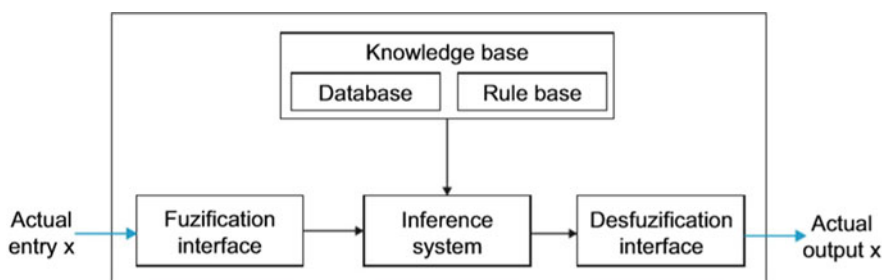 Knowledge base
Database
Rule base
Actual
entry x
Fuzification
interface
Inference
system
Desfuzification
interface
Actual
output x